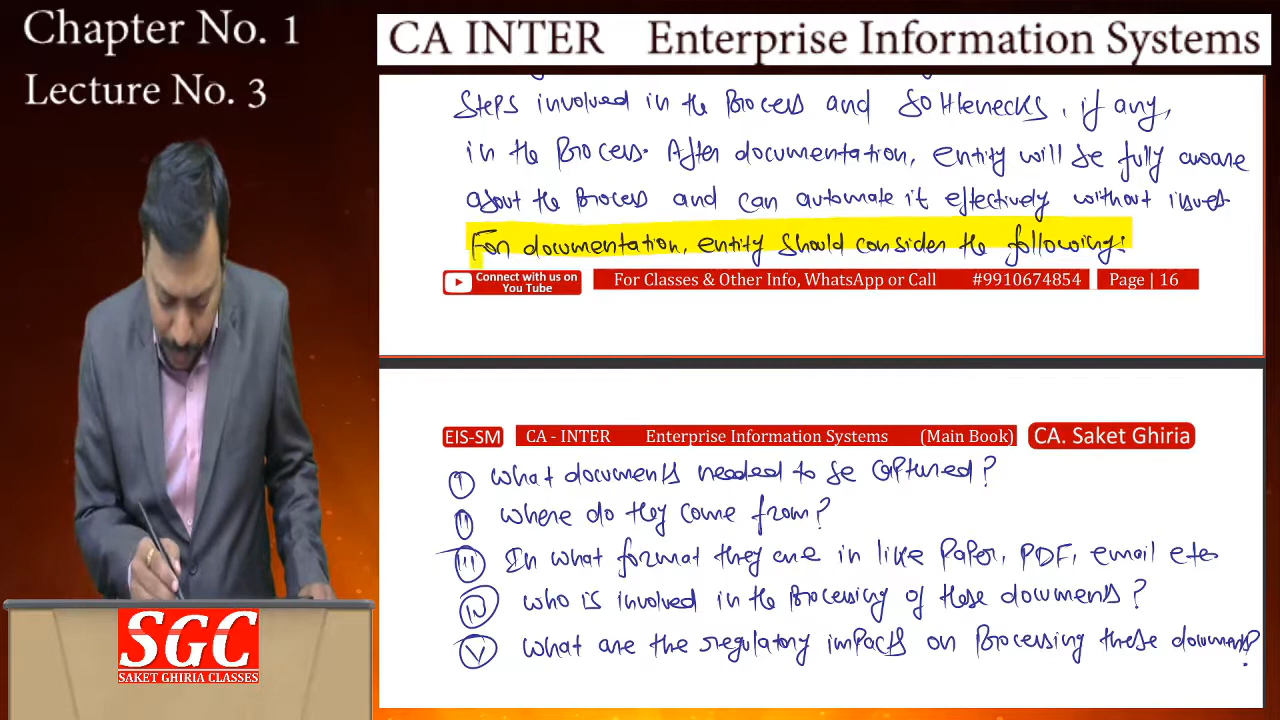 Chapter No. 1
Lecture No. 3
CA INTER Enterprise Information Systems
Steps involved in the Process and Bottlenecks, if any,
in the Process. After documentation, entity will be fully aware
about the Process and can automate it effectively without issues.
For documentation, entity should consider the following:
Connect with us on
You Tube
For Classes & Other Info, WhatsApp or Call #9910674854 Page | 16
EIS-SM CA - INTER Enterprise Information Systems (Main Book) CA. Saket Ghiria
(I) What documents needed to be captured?
(II) Where do they come from?
(III) In what format they are in like Paper, PDF, email etc
(IV) who is involved in the Processing of these documents?
(V) What are the regulatory impacts on Processing these documents?
SGC
SAKET GHIRIA CLASSES